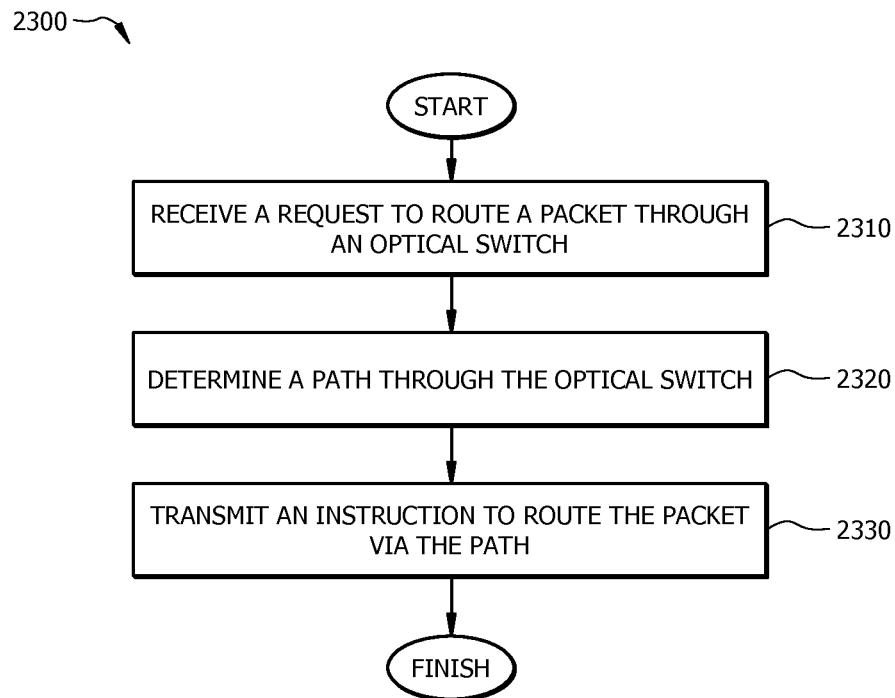 2300
START
RECEIVE A REQUEST TO ROUTE A PACKET THROUGH
AN OPTICAL SWITCH
2310
DETERMINE A PATH THROUGH THE OPTICAL SWITCH
2320
TRANSMIT AN INSTRUCTION TO ROUTE THE PACKET
VIA THE PATH
2330
FINISH